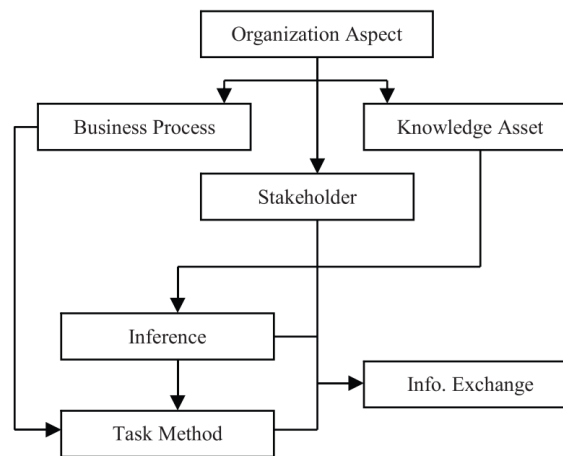 Organization Aspect
Business Process
Knowledge Asset
Stakeholder
Inference
Info. Exchange
Task Method